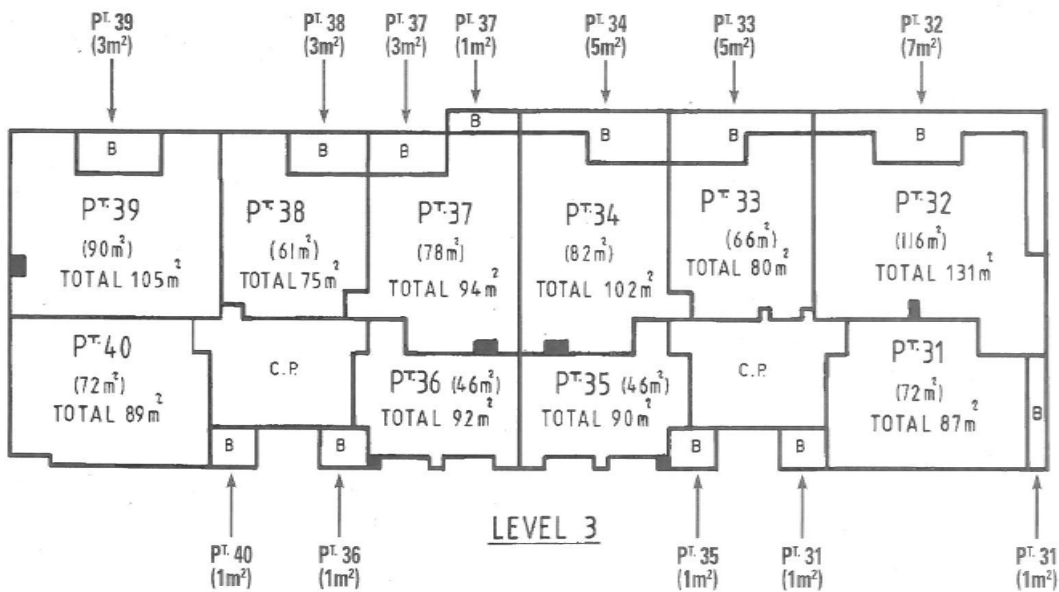 PT. 39
(3m²)
PT. 38
(3m²)
PT. 37
(3m²)
PT. 37
(1m²)
PT. 34
(5m²)
PT. 33
(5m²)
PT. 32
(7m²)
B
B
B
B
B
B
B
PT. 39
(90m²)
TOTAL 105m²
PT. 38
(61m²)
TOTAL 75m²
PT. 37
(78m²)
TOTAL 94m²
PT. 34
(82m²)
TOTAL 102m²
PT. 33
(66m²)
TOTAL 80m²
PT. 32
(116m²)
TOTAL 131m²
PT. 40
(72m²)
TOTAL 89m²
C.P.
PT. 36 (46m²)
TOTAL 92m²
PT. 35 (46m²)
TOTAL 90m²
C.P.
PT. 31
(72m²)
TOTAL 87m²
B
B
B
B
B
LEVEL 3
PT. 40
(1m²)
PT. 36
(1m²)
PT. 35
(1m²)
PT. 31
(1m²)
PT. 31
(1m²)